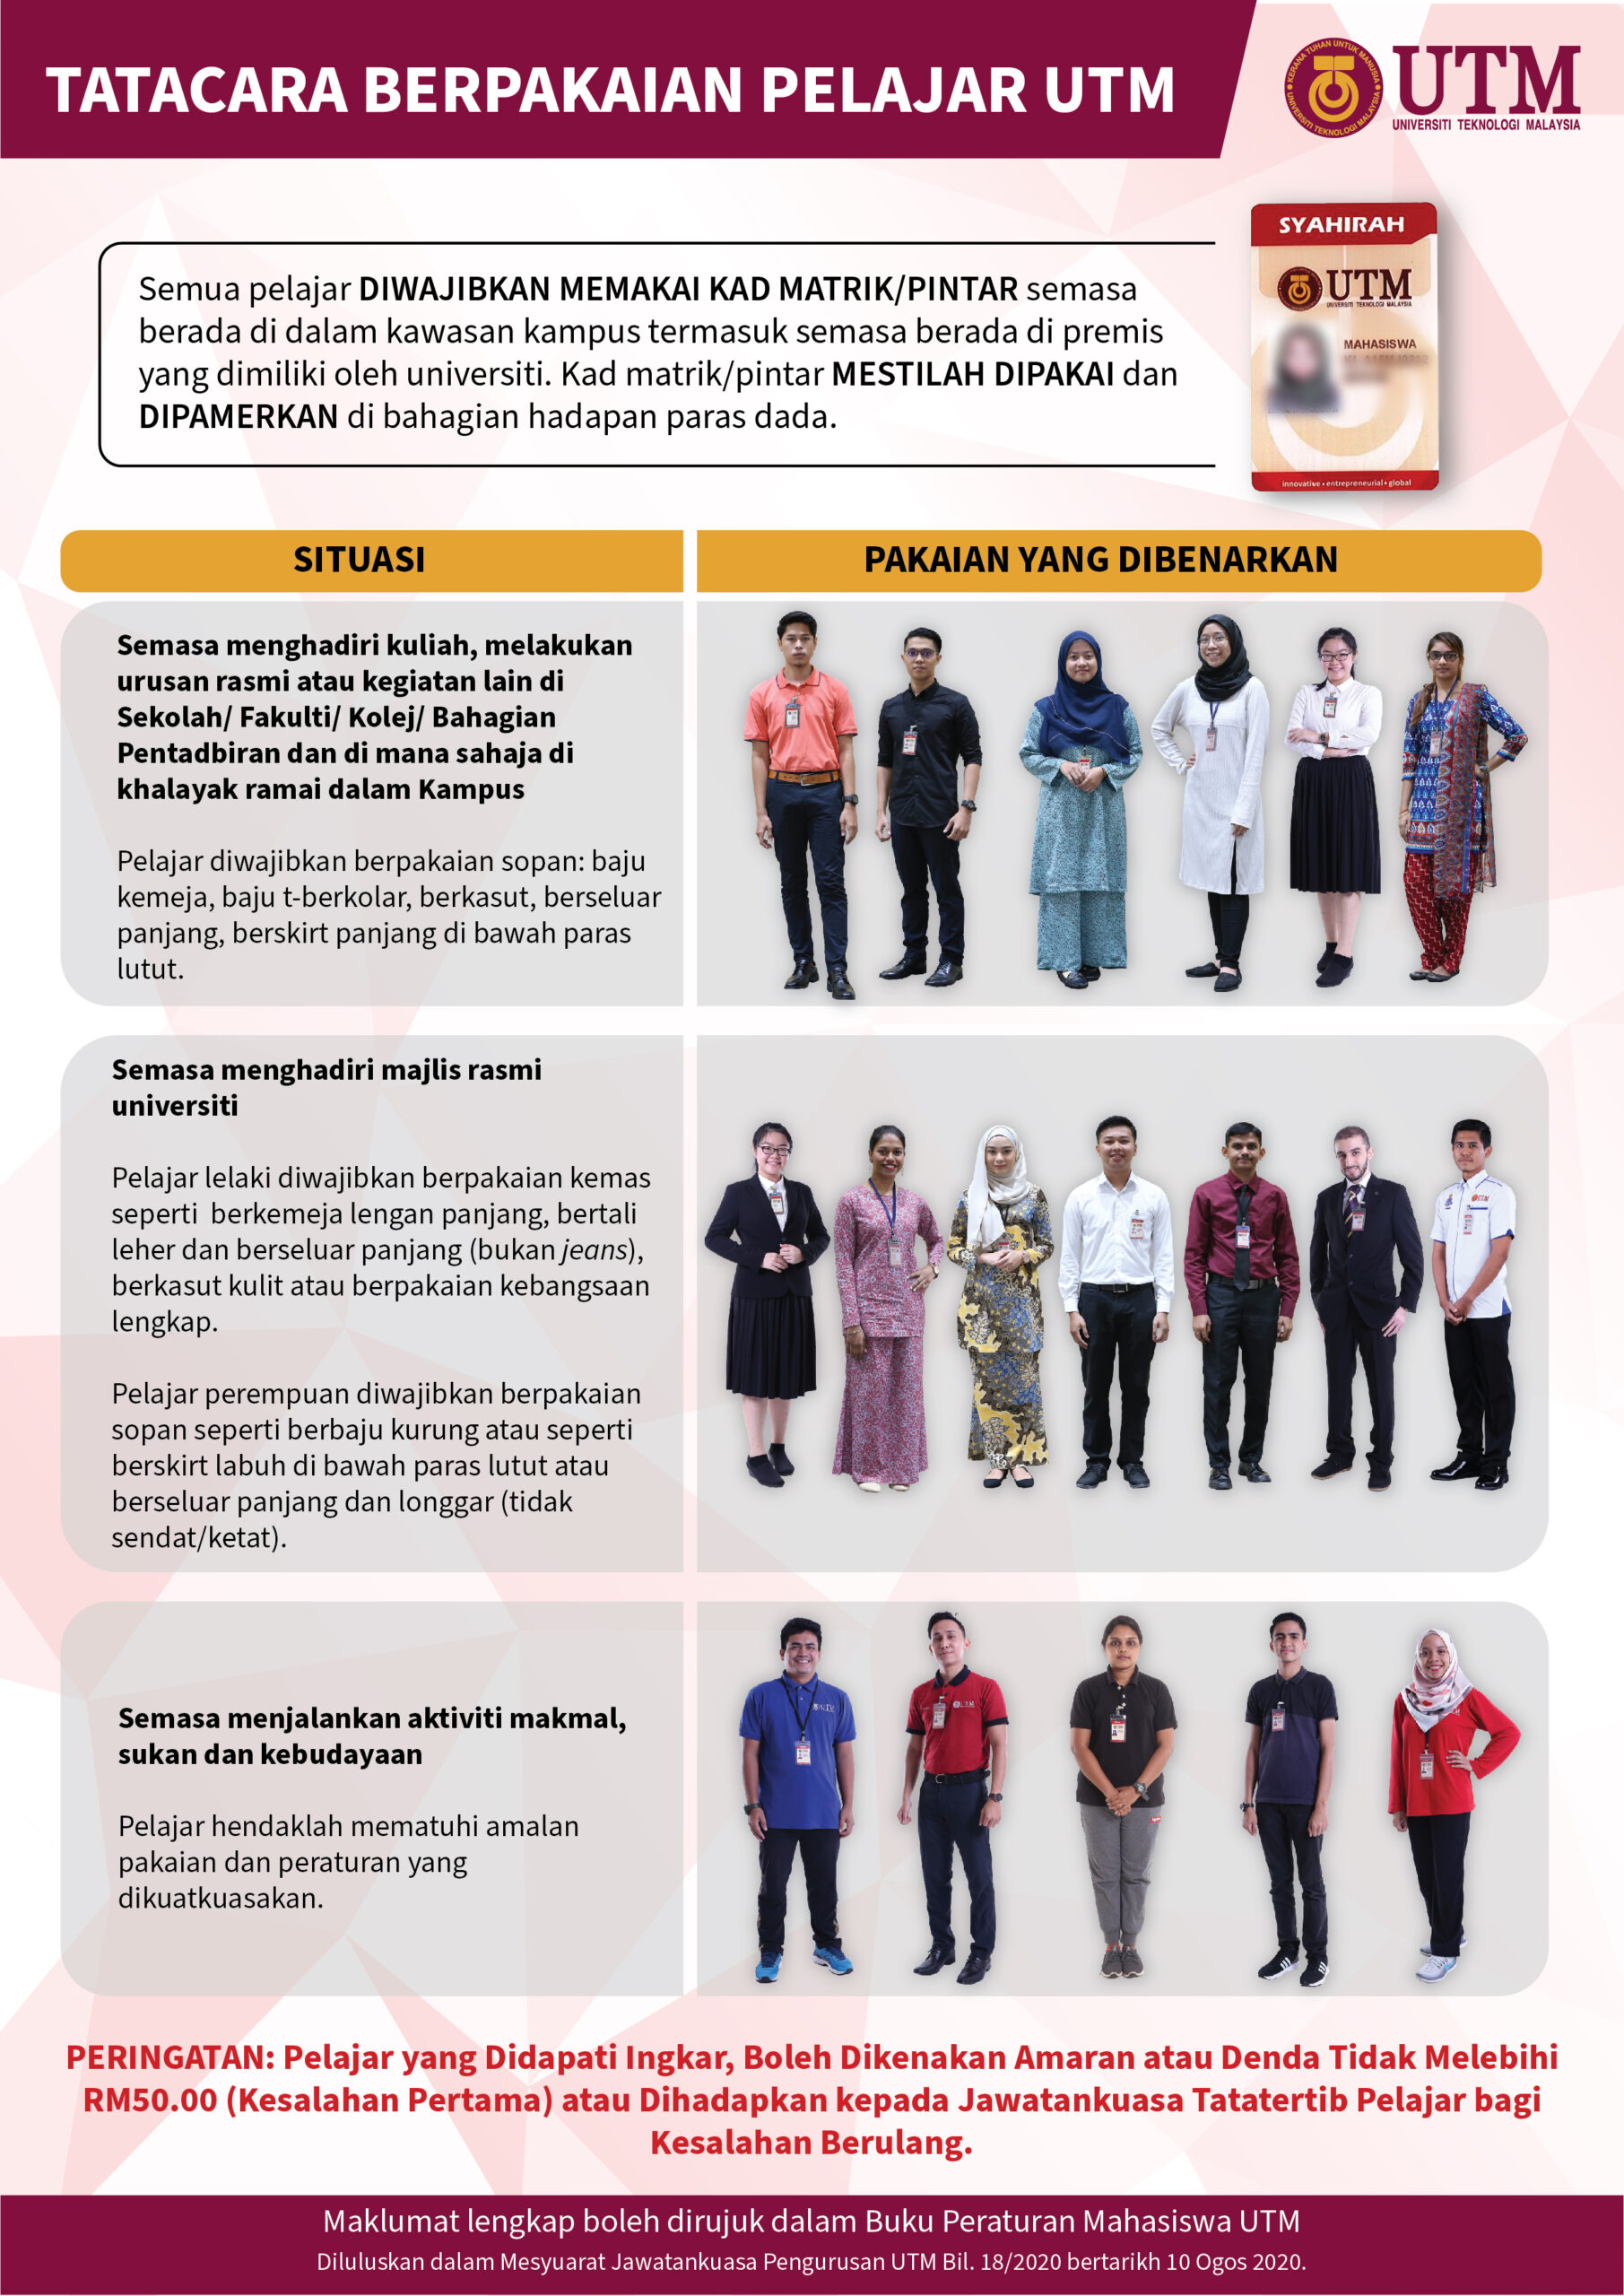 TATACARA BERPAKAIAN PELAJAR UTM
KERANA TUHAN UNTUK MANUSIA
UNIVERSITI TEKNOLOGI MALAYSIA
UTM
UNIVERSITI TEKNOLOGI MALAYSIA
Semua pelajar DIWAJIBKAN MEMAKAI KAD MATRIK/PINTAR semasa
berada di dalam kawasan kampus termasuk semasa berada di premis
yang dimiliki oleh universiti. Kad matrik/pintar MESTILAH DIPAKAI dan
DIPAMERKAN di bahagian hadapan paras dada.
SYAHIRAH
UTM
UNIVERSITI TEKNOLOGI MALAYSIA
MAHASISWA
innovative • entrepreneurial • global
SITUASI
PAKAIAN YANG DIBENARKAN
Semasa menghadiri kuliah, melakukan
urusan rasmi atau kegiatan lain di
Sekolah/ Fakulti/ Kolej/ Bahagian
Pentadbiran dan di mana sahaja di
khalayak ramai dalam Kampus
Pelajar diwajibkan berpakaian sopan: baju
kemeja, baju t-berkolar, berkasut, berseluar
panjang, berskirt panjang di bawah paras
lutut.
Semasa menghadiri majlis rasmi
universiti
Pelajar lelaki diwajibkan berpakaian kemas
seperti berkemeja lengan panjang, bertali
leher dan berseluar panjang (bukan jeans),
berkasut kulit atau berpakaian kebangsaan
lengkap.
Pelajar perempuan diwajibkan berpakaian
sopan seperti berbaju kurung atau seperti
berskirt labuh di bawah paras lutut atau
berseluar panjang dan longgar (tidak
sendat/ketat).
UTM
Semasa menjalankan aktiviti makmal,
sukan dan kebudayaan
Pelajar hendaklah mematuhi amalan
pakaian dan peraturan yang
dikuatkuasakan.
UTM
UTM
PERINGATAN: Pelajar yang Didapati Ingkar, Boleh Dikenakan Amaran atau Denda Tidak Melebihi
RM50.00 (Kesalahan Pertama) atau Dihadapkan kepada Jawatankuasa Tatatertib Pelajar bagi
Kesalahan Berulang.
Maklumat lengkap boleh dirujuk dalam Buku Peraturan Mahasiswa UTM
Diluluskan dalam Mesyuarat Jawatankuasa Pengurusan UTM Bil. 18/2020 bertarikh 10 Ogos 2020.